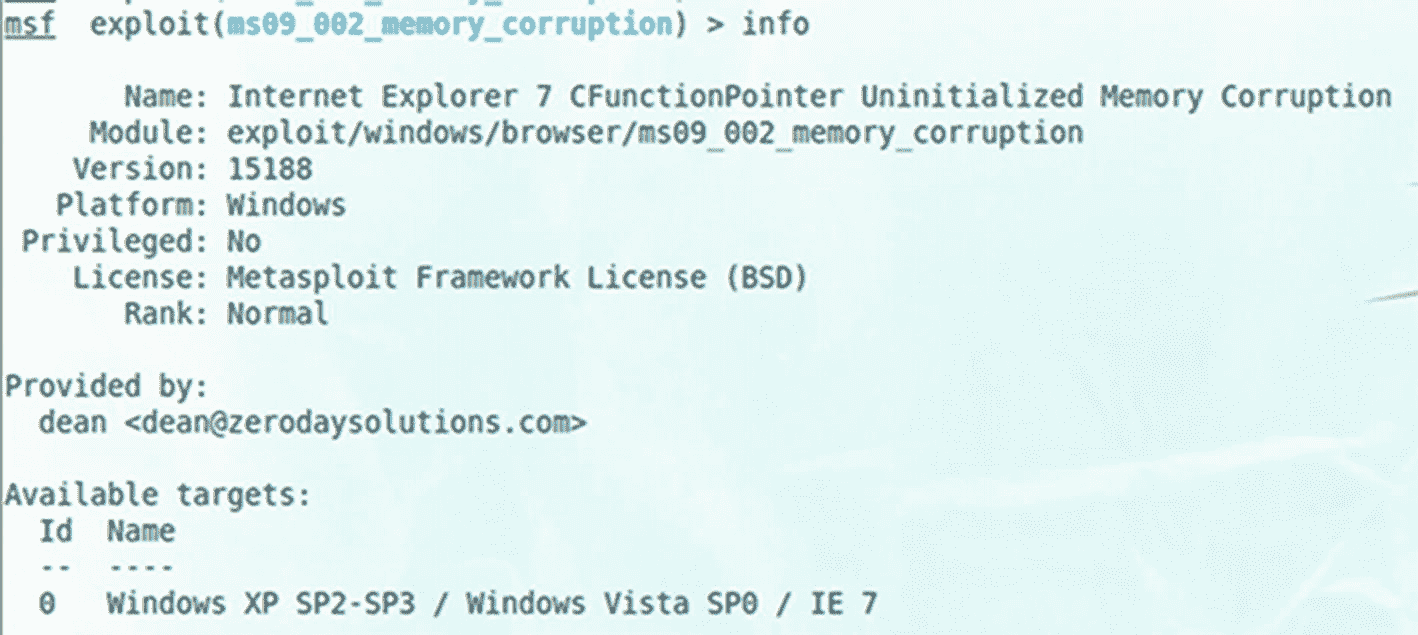 msf  exploit(ms09_002_memory_corruption) > info
Name: Internet Explorer 7 CFunctionPointer Uninitialized Memory Corruption
Module: exploit/windows/browser/ms09_002_memory_corruption
Version: 15188
Platform: Windows
Privileged: No
License: Metasploit Framework License (BSD)
Rank: Normal
Provided by:
dean <dean@zerodaysolutions.com>
Available targets:
Id  Name
--  ----
0   Windows XP SP2-SP3 / Windows Vista SP0 / IE 7